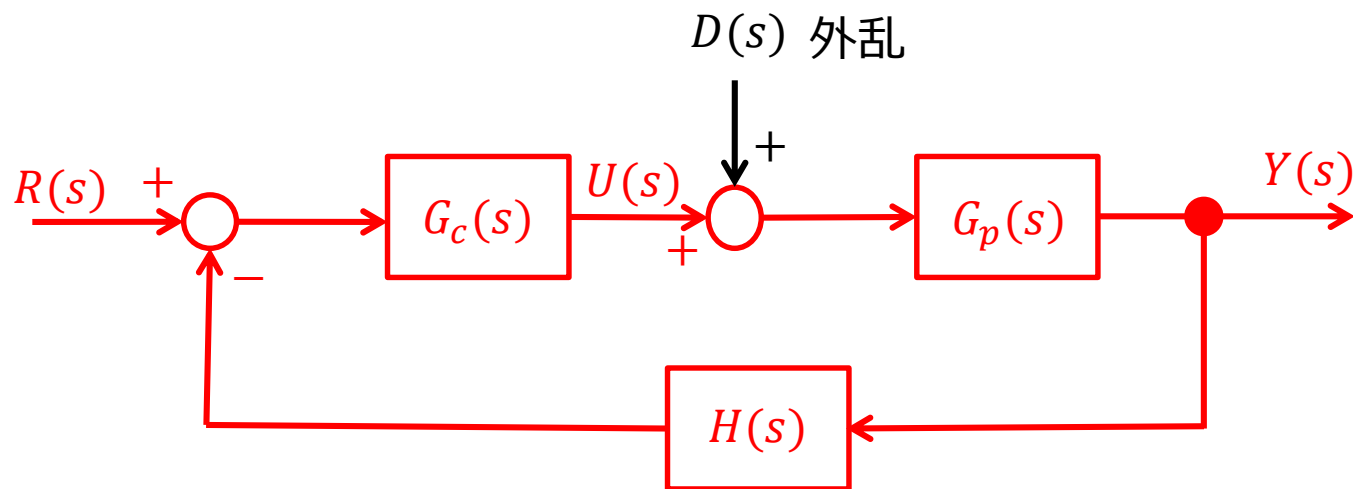 D(s) 外乱
+
R(s)
+
−
G_c(s)
U(s)
+
G_p(s)
Y(s)
H(s)